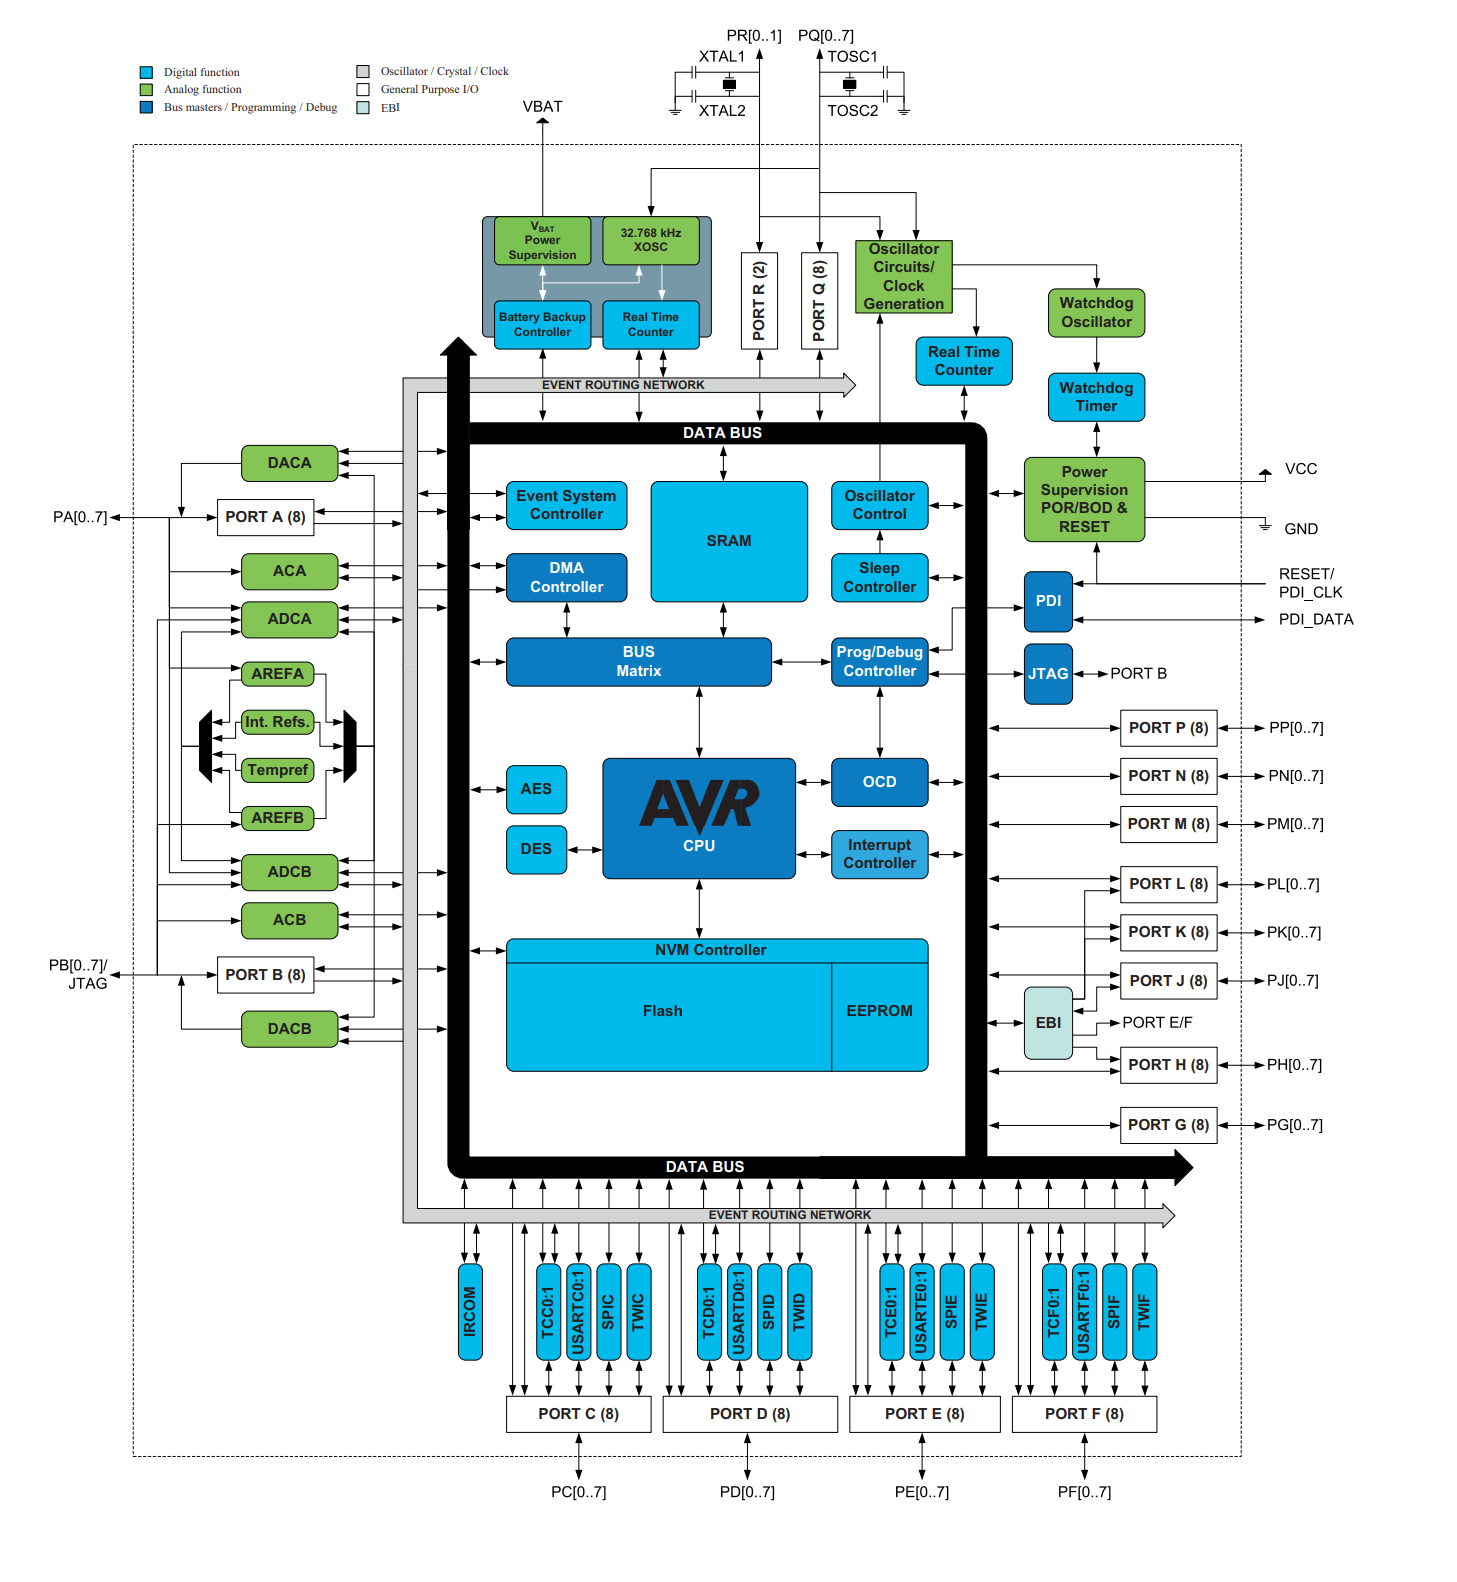 PR[0..1]
PQ[0..7]
XTAL1
TOSC1
Digital function
Analog function
Bus masters / Programming / Debug
Oscillator / Crystal / Clock
General Purpose I/O
EBI
XTAL2
TOSC2
VBAT
VBAT
Power
Supervision
32.768 kHz
XOSC
Battery Backup
Controller
Real Time
Counter
PORT R (2)
PORT Q (8)
Oscillator
Circuits/
Clock
Generation
Watchdog
Oscillator
Real Time
Counter
Watchdog
Timer
EVENT ROUTING NETWORK
DATA BUS
DACA
PORT A (8)
PA[0..7]
ACA
ADCA
AREFA
Int. Refs.
Tempref
AREFB
ADCB
ACB
PORT B (8)
PB[0..7]/
JTAG
DACB
Event System
Controller
DMA
Controller
SRAM
Oscillator
Control
Sleep
Controller
BUS
Matrix
Prog/Debug
Controller
AES
DES
AVR
CPU
OCD
Interrupt
Controller
NVM Controller
Flash
EEPROM
Power
Supervision
POR/BOD &
RESET
VCC
GND
RESET/
PDI_CLK
PDI
PDI_DATA
JTAG
PORT B
PORT P (8)
PP[0..7]
PORT N (8)
PN[0..7]
PORT M (8)
PM[0..7]
PORT L (8)
PL[0..7]
PORT K (8)
PK[0..7]
PORT J (8)
PJ[0..7]
EBI
PORT E/F
PORT H (8)
PH[0..7]
PORT G (8)
PG[0..7]
DATA BUS
EVENT ROUTING NETWORK
IRCOM
TCC0:1
USARTC0:1
SPIC
TWIC
TCD0:1
USARTD0:1
SPID
TWID
TCE0:1
USARTE0:1
SPIE
TWIE
TCF0:1
USARTF0:1
SPIF
TWIF
PORT C (8)
PORT D (8)
PORT E (8)
PORT F (8)
PC[0..7]
PD[0..7]
PE[0..7]
PF[0..7]